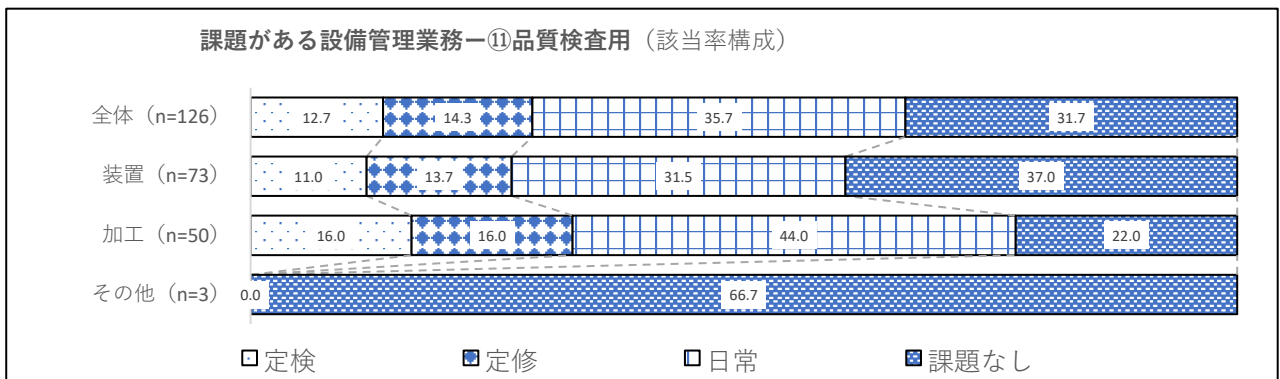 課題がある設備管理業務ー⑪品質検査用（該当率構成）
全体（n=126） 12.7 14.3 35.7 31.7
装置（n=73） 11.0 13.7 31.5 37.0
加工（n=50） 16.0 16.0 44.0 22.0
その他（n=3） 0.0 66.7
定検 定修 日常 課題なし